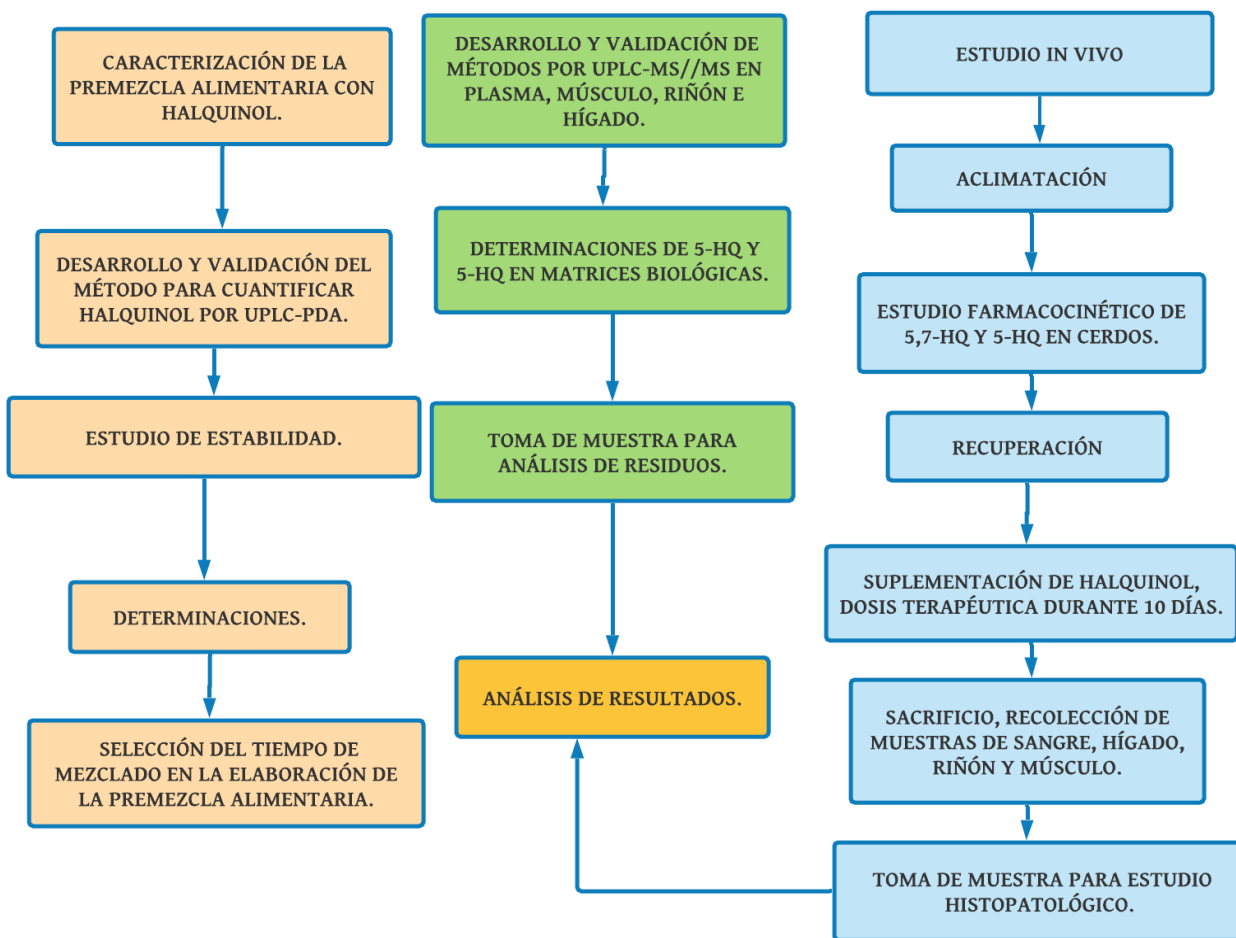 CARACTERIZACIÓN DE LA
PREMEZCLA ALIMENTARIA CON
HALQUINOL.
DESARROLLO Y VALIDACIÓN DEL
MÉTODO PARA CUANTIFICAR
HALQUINOL POR UPLC-PDA.
ESTUDIO DE ESTABILIDAD.
DETERMINACIONES.
SELECCIÓN DEL TIEMPO DE
MEZCLADO EN LA ELABORACIÓN DE
LA PREMEZCLA ALIMENTARIA.
DESARROLLO Y VALIDACIÓN DE
MÉTODOS POR UPLC-MS//MS EN
PLASMA, MÚSCULO, RIÑÓN E
HÍGADO.
DETERMINACIONES DE 5-HQ Y
5-HQ EN MATRICES BIOLÓGICAS.
TOMA DE MUESTRA PARA
ANÁLISIS DE RESIDUOS.
ANÁLISIS DE RESULTADOS.
ESTUDIO IN VIVO
ACLIMATACIÓN
ESTUDIO FARMACOCINÉTICO DE
5,7-HQ Y 5-HQ EN CERDOS.
RECUPERACIÓN
SUPLEMENTACIÓN DE HALQUINOL,
DOSIS TERAPÉUTICA DURANTE 10 DÍAS.
SACRIFICIO, RECOLECCIÓN DE
MUESTRAS DE SANGRE, HÍGADO,
RIÑÓN Y MÚSCULO.
TOMA DE MUESTRA PARA ESTUDIO
HISTOPATOLÓGICO.